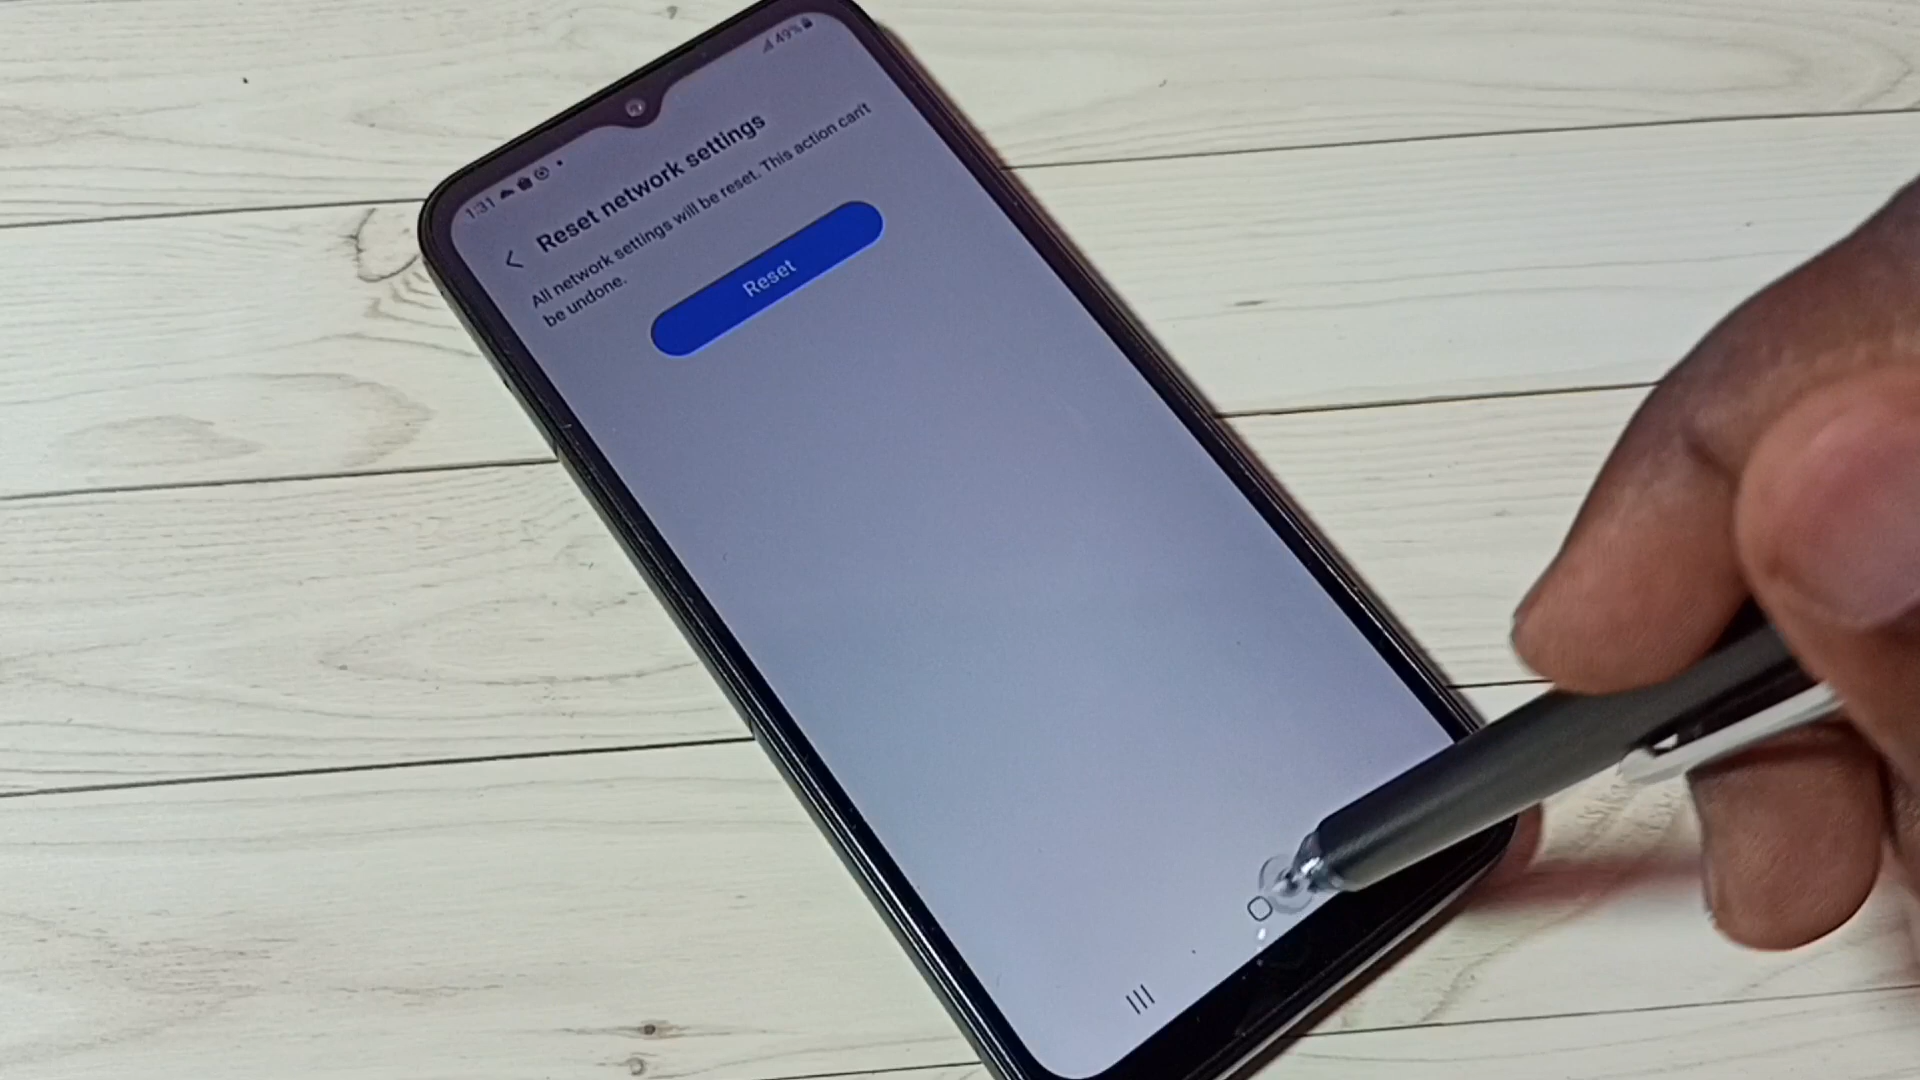 1:31
49%
Reset network settings
All network settings will be reset. This action can't
be undone.
Reset